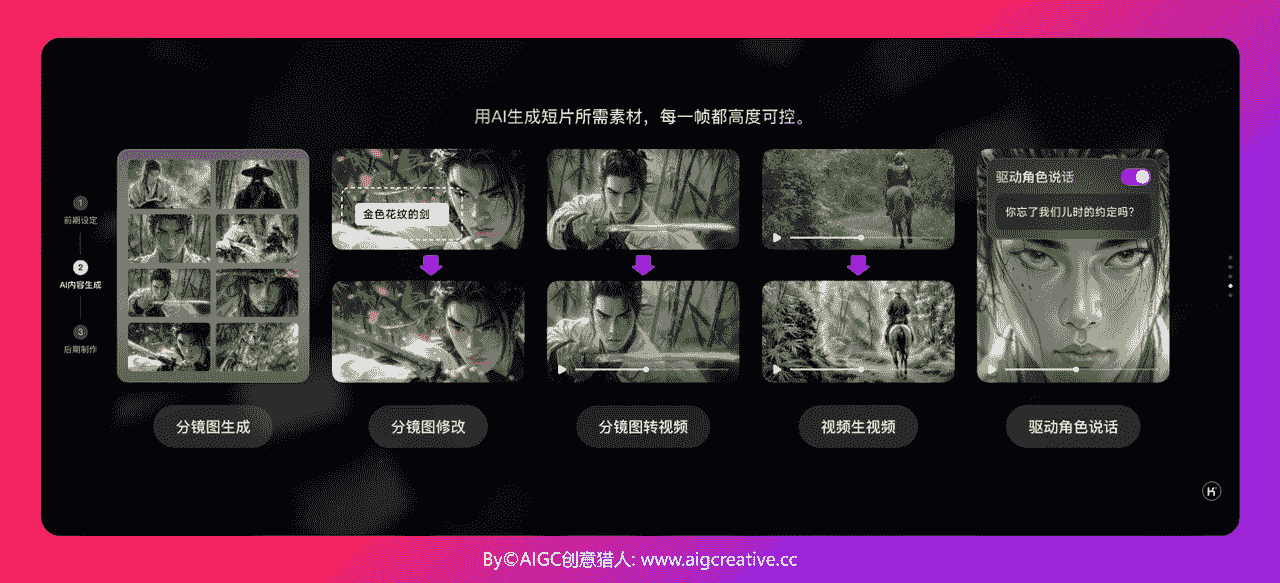 用AI生成短片所需素材，每一帧都高度可控。
1
前期设定
2
AI内容生成
3
后期制作
金色花纹的剑
驱动角色说话
你忘了我们儿时的约定吗？
分镜图生成
分镜图修改
分镜图转视频
视频生视频
驱动角色说话
K
By©AIGC创意猎人: www.aigcreative.cc